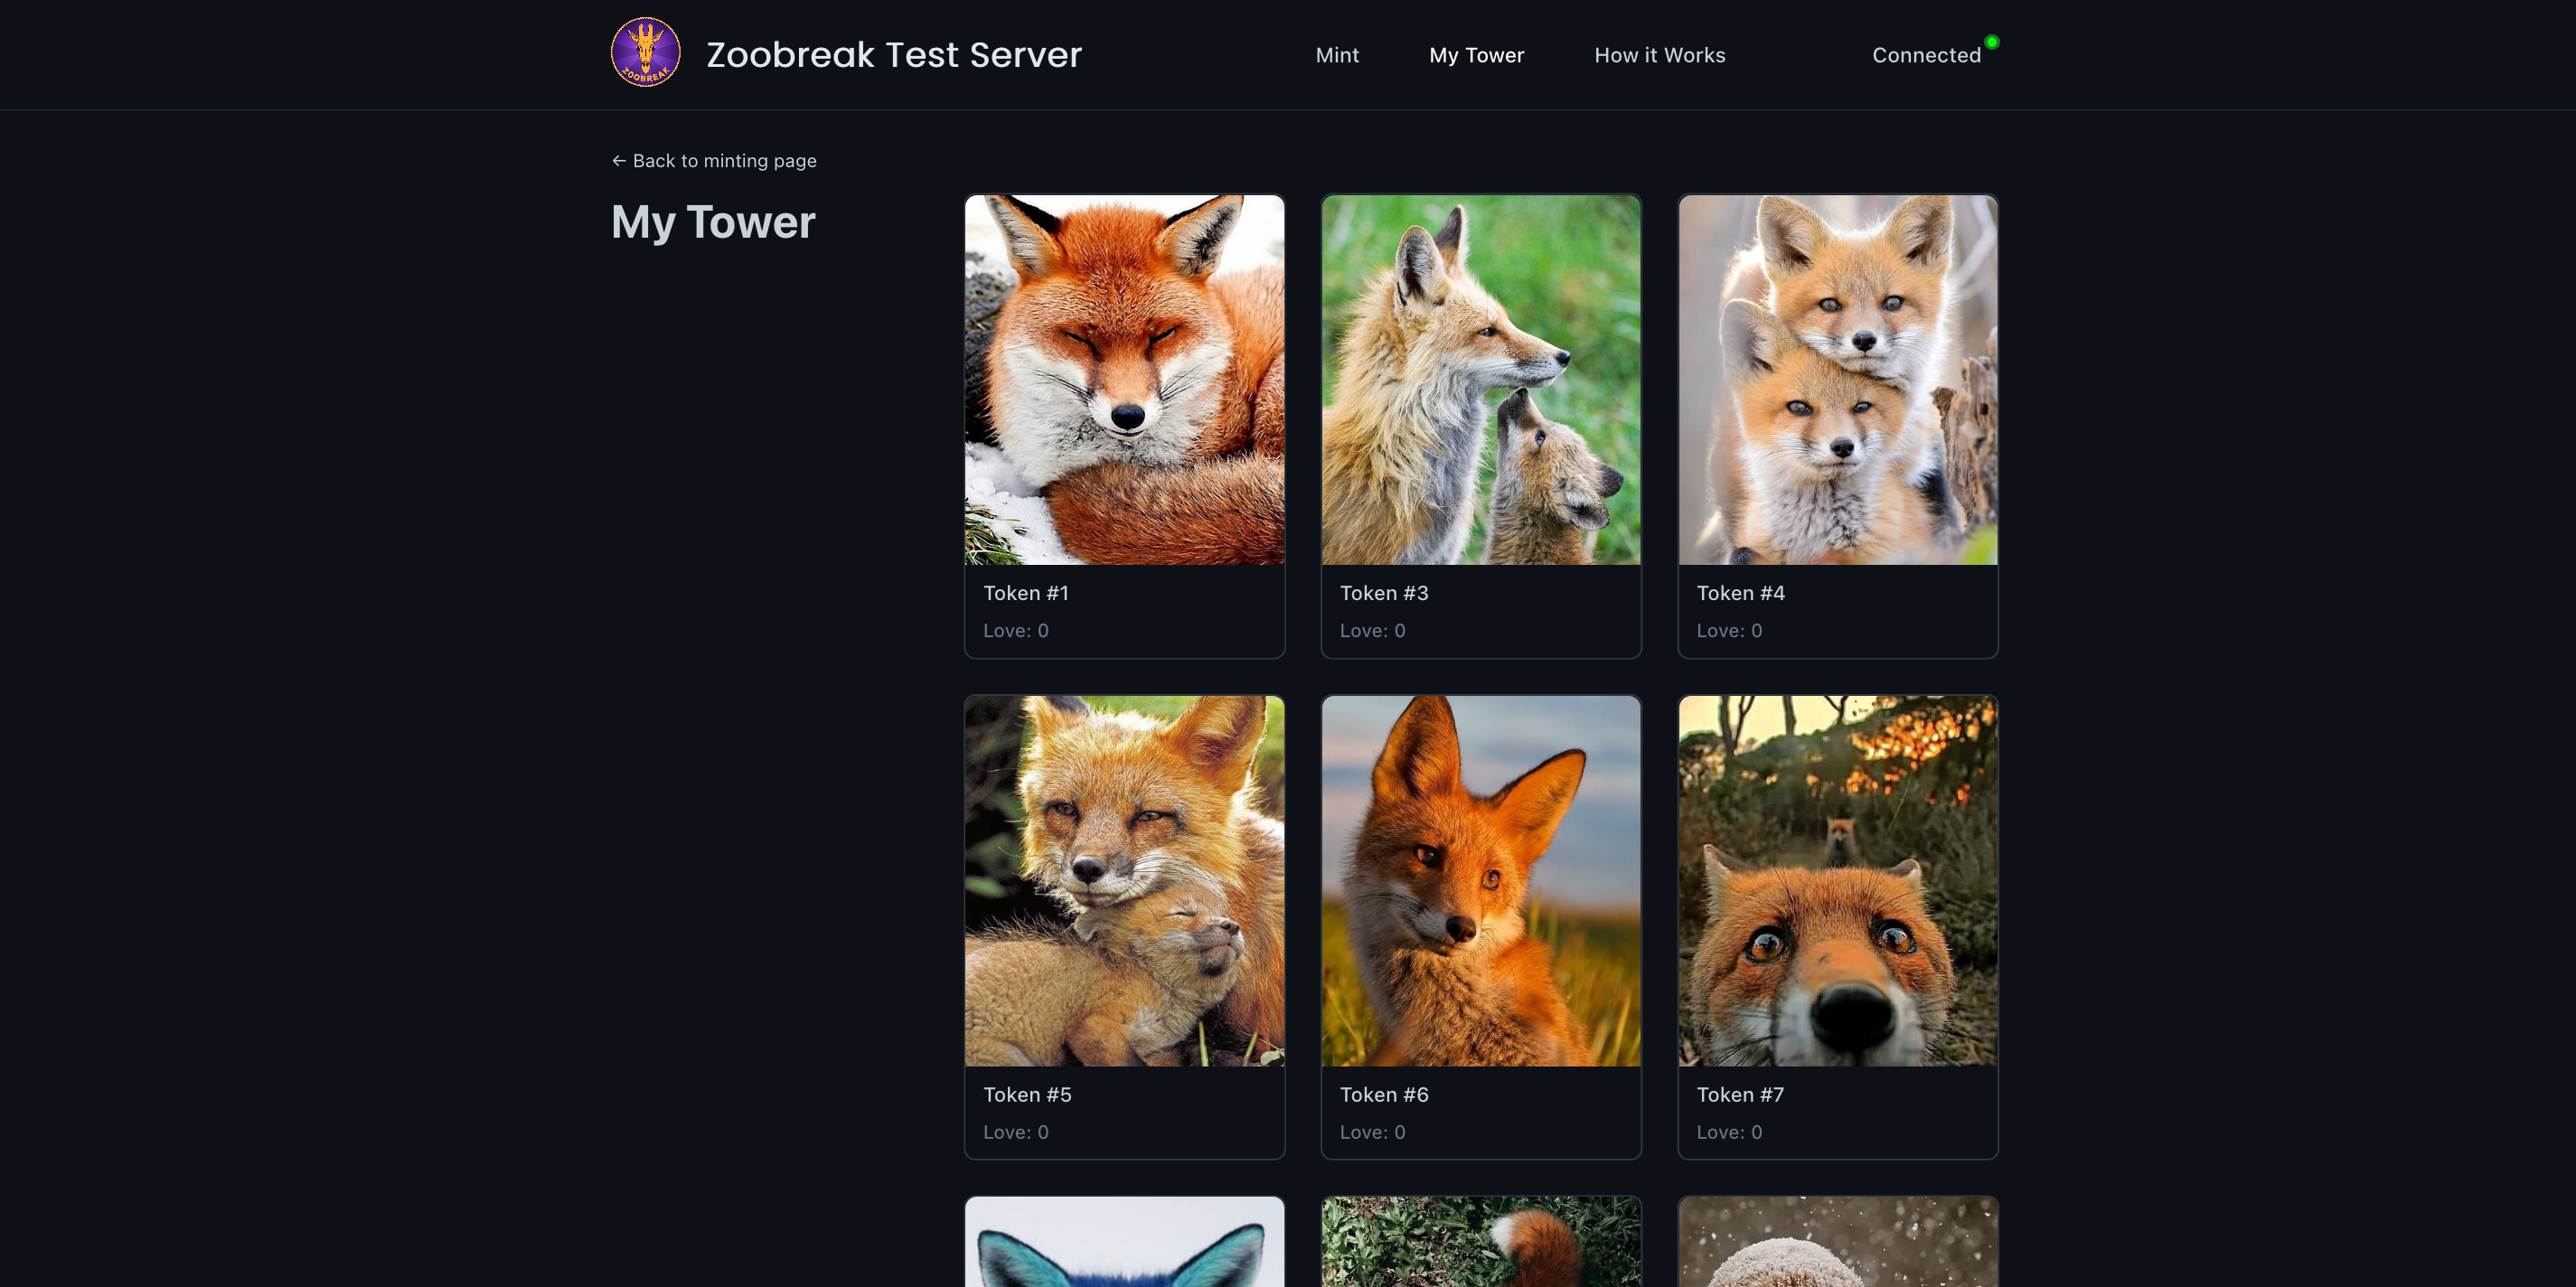 ZOOBREAK
Zoobreak Test Server
Mint
My Tower
How it Works
Connected
← Back to minting page
My Tower
Token #1
Love: 0
Token #3
Love: 0
Token #4
Love: 0
Token #5
Love: 0
Token #6
Love: 0
Token #7
Love: 0